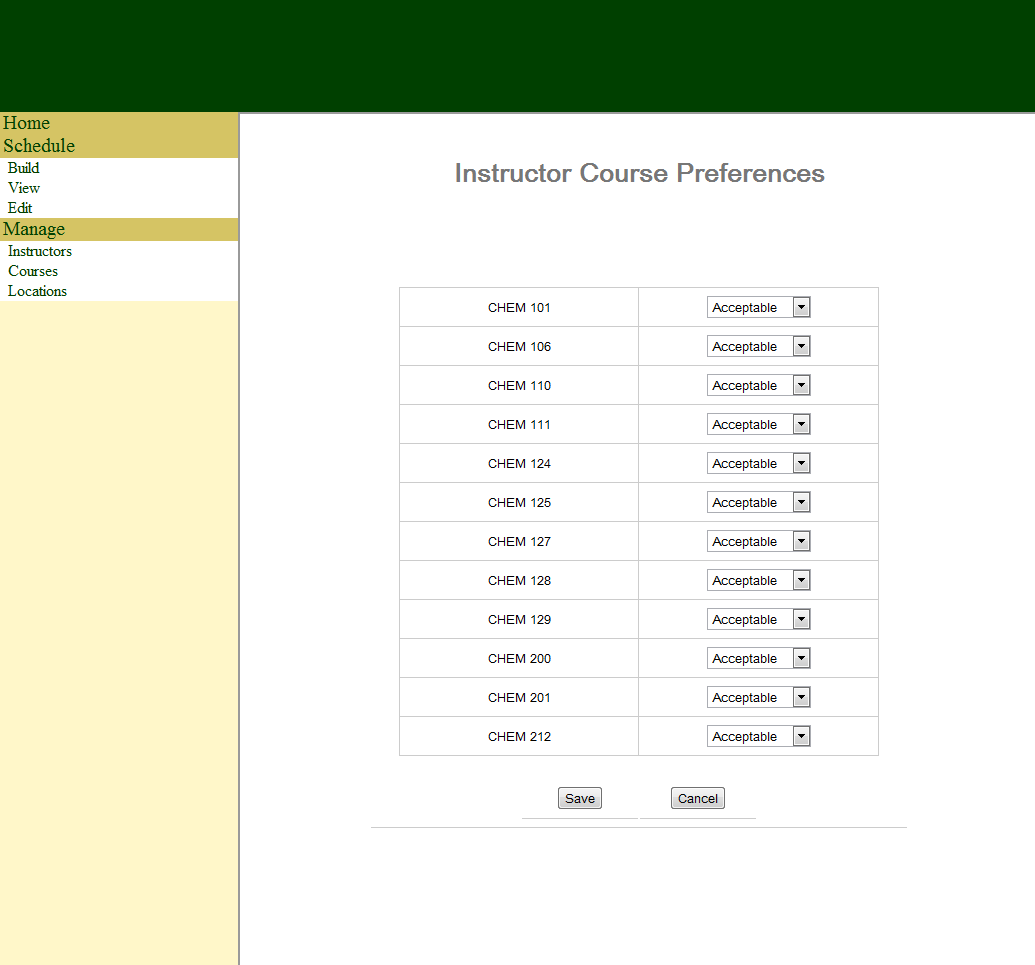 Home
Schedule
Build
View
Edit
Manage
Instructors
Courses
Locations
Instructor Course Preferences
CHEM 101 Acceptable
CHEM 106 Acceptable
CHEM 110 Acceptable
CHEM 111 Acceptable
CHEM 124 Acceptable
CHEM 125 Acceptable
CHEM 127 Acceptable
CHEM 128 Acceptable
CHEM 129 Acceptable
CHEM 200 Acceptable
CHEM 201 Acceptable
CHEM 212 Acceptable
Save Cancel